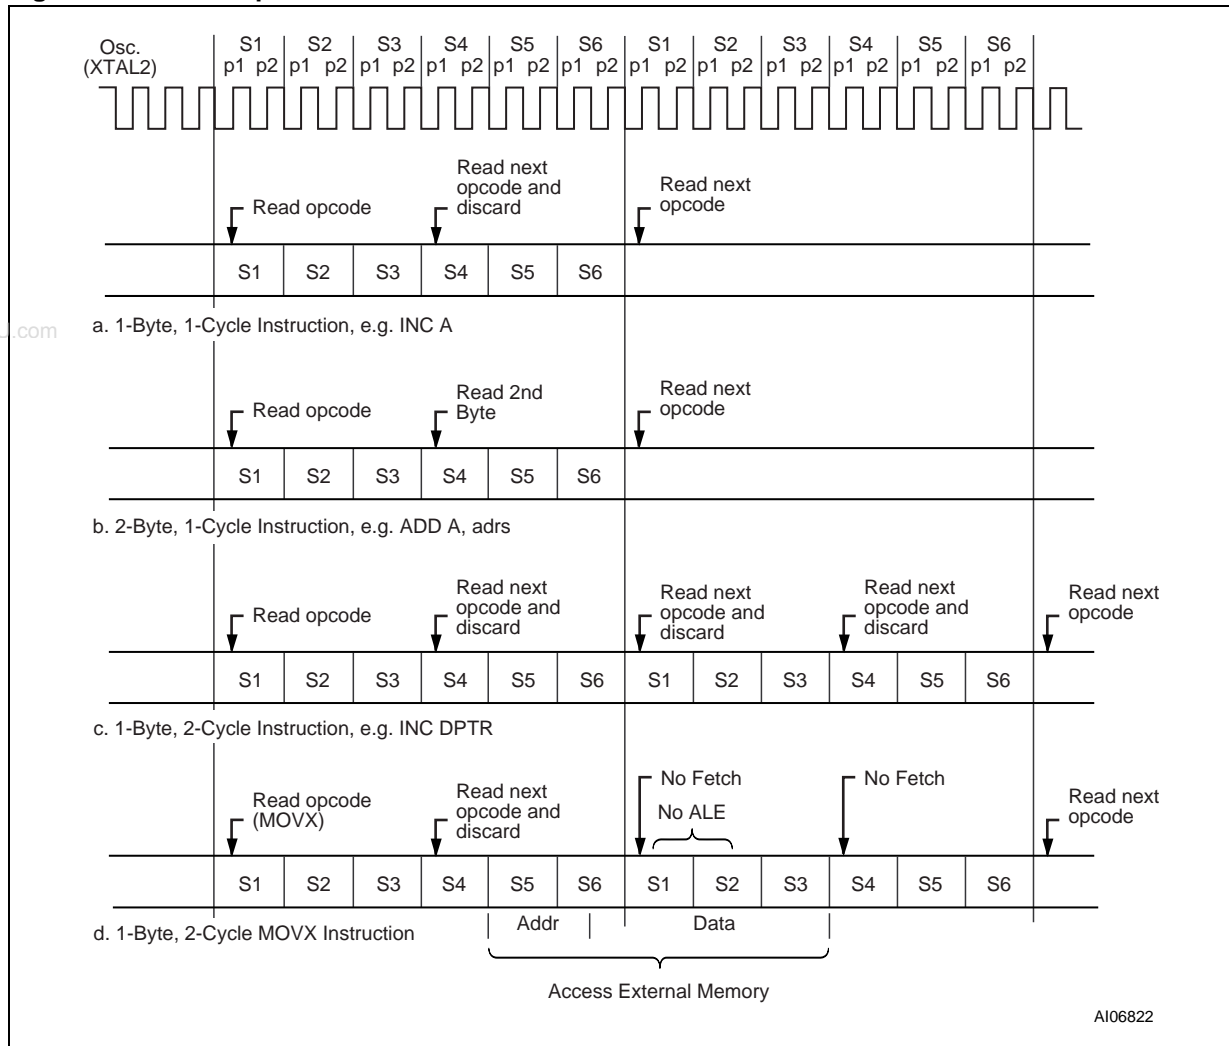 Osc.
(XTAL2)
S1 S2 S3 S4 S5 S6 S1 S2 S3 S4 S5 S6
p1 p2 p1 p2 p1 p2 p1 p2 p1 p2 p1 p2 p1 p2 p1 p2 p1 p2 p1 p2 p1 p2 p1 p2
Read opcode
Read next
opcode and
discard
Read next
opcode
S1 S2 S3 S4 S5 S6
a. 1-Byte, 1-Cycle Instruction, e.g. INC A
.com
Read opcode
Read 2nd
Byte
Read next
opcode
S1 S2 S3 S4 S5 S6
b. 2-Byte, 1-Cycle Instruction, e.g. ADD A, adrs
Read opcode
Read next
opcode and
discard
Read next
opcode and
discard
Read next
opcode and
discard
Read next
opcode
S1 S2 S3 S4 S5 S6 S1 S2 S3 S4 S5 S6
c. 1-Byte, 2-Cycle Instruction, e.g. INC DPTR
Read opcode
(MOVX)
Read next
opcode and
discard
No Fetch
No ALE
No Fetch
Read next
opcode
S1 S2 S3 S4 S5 S6 S1 S2 S3 S4 S5 S6
Addr Data
d. 1-Byte, 2-Cycle MOVX Instruction
Access External Memory
AI06822